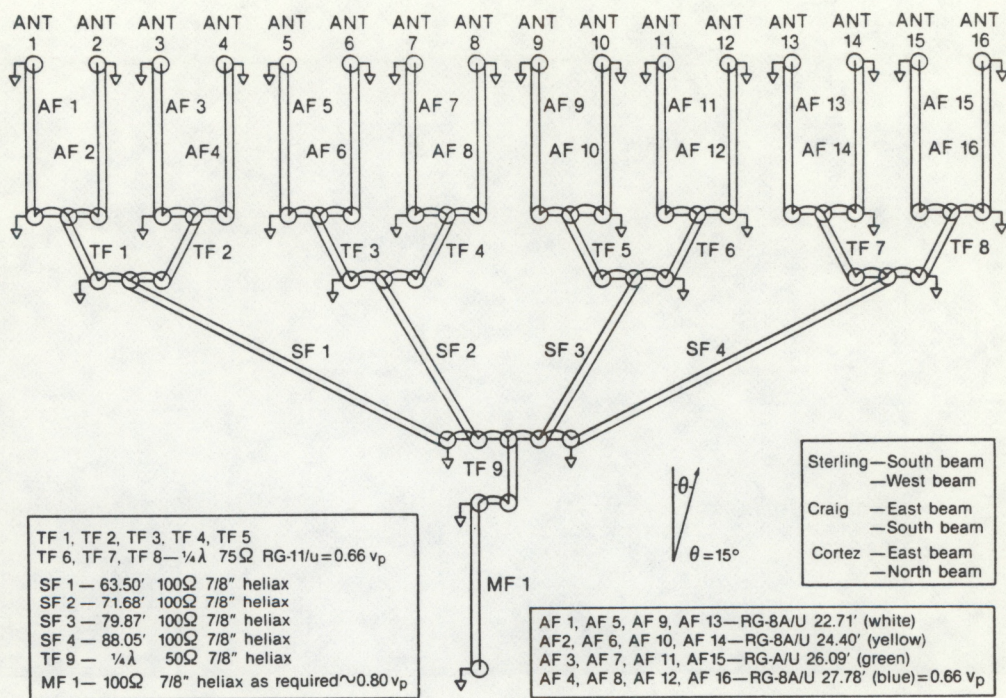 ANT ANT ANT ANT ANT ANT ANT ANT ANT ANT ANT ANT ANT ANT ANT ANT
1 2 3 4 5 6 7 8 9 10 11 12 13 14 15 16
AF 1 AF 3 AF 5 AF 7 AF 9 AF 11 AF 13 AF 15
AF 2 AF4 AF 6 AF 8 AF 10 AF 12 AF 14 AF 16
TF 1 TF 2 TF 3 TF 4 TF 5 TF 6 TF 7 TF 8
SF 1 SF 2 SF 3 SF 4
TF 9
θ
θ=15°
Sterling—South beam
—West beam
Craig —East beam
—South beam
Cortez —East beam
—North beam
MF 1
TF 1, TF 2, TF 3, TF 4, TF 5
TF 6, TF 7, TF 8—¼λ 75Ω RG-11/u=0.66 vp
SF 1 — 63.50′ 100Ω 7/8″ heliax
SF 2 — 71.68′ 100Ω 7/8″ heliax
SF 3 — 79.87′ 100Ω 7/8″ heliax
SF 4 — 88.05′ 100Ω 7/8″ heliax
TF 9 — ¼λ 50Ω 7/8″ heliax
MF 1— 100Ω 7/8″ heliax as required~0.80 vp
AF 1, AF 5, AF 9, AF 13—RG-8A/U 22.71′ (white)
AF2, AF 6, AF 10, AF 14—RG-8A/U 24.40′ (yellow)
AF 3, AF 7, AF 11, AF15—RG-A/U 26.09′ (green)
AF 4, AF 8, AF 12, AF 16—RG-8A/U 27.78′ (blue)=0.66 vp